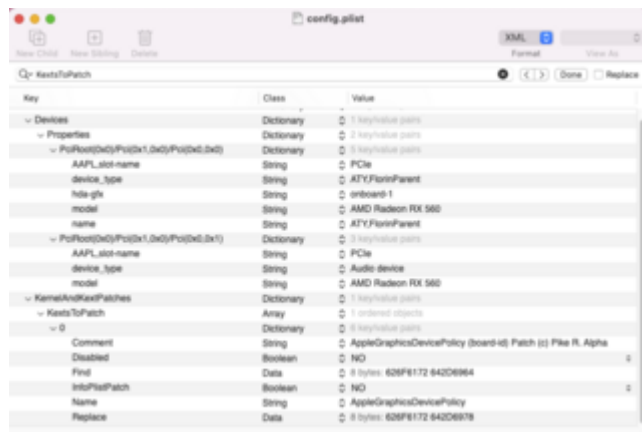 config.plist
New Child New Sibling Delete XML Format View As
KextsToPatch Done Replace
Key Class Value
Devices Dictionary 1 key/value pairs
Properties Dictionary 2 key/value pairs
PciRoot(0x0)/Pci(0x1,0x0)/Pci(0x0,0x0) Dictionary 5 key/value pairs
AAPL,slot-name String PCIe
device_type String ATY,FlorinParent
hda-gfx String onboard-1
model String AMD Radeon RX 560
name String ATY,FlorinParent
PciRoot(0x0)/Pci(0x1,0x0)/Pci(0x0,0x1) Dictionary 3 key/value pairs
AAPL,slot-name String PCIe
device_type String Audio device
model String AMD Radeon RX 560
KernelAndKextPatches Dictionary 1 key/value pairs
KextsToPatch Array 1 ordered objects
0 Dictionary 6 key/value pairs
Comment String AppleGraphicsDevicePolicy (board-id) Patch (c) Pike R. Alpha
Disabled Boolean NO
Find Data 8 bytes: 626F6172 642D6964
InfoPlistPatch Boolean NO
Name String AppleGraphicsDevicePolicy
Replace Data 8 bytes: 626F6172 642D6978